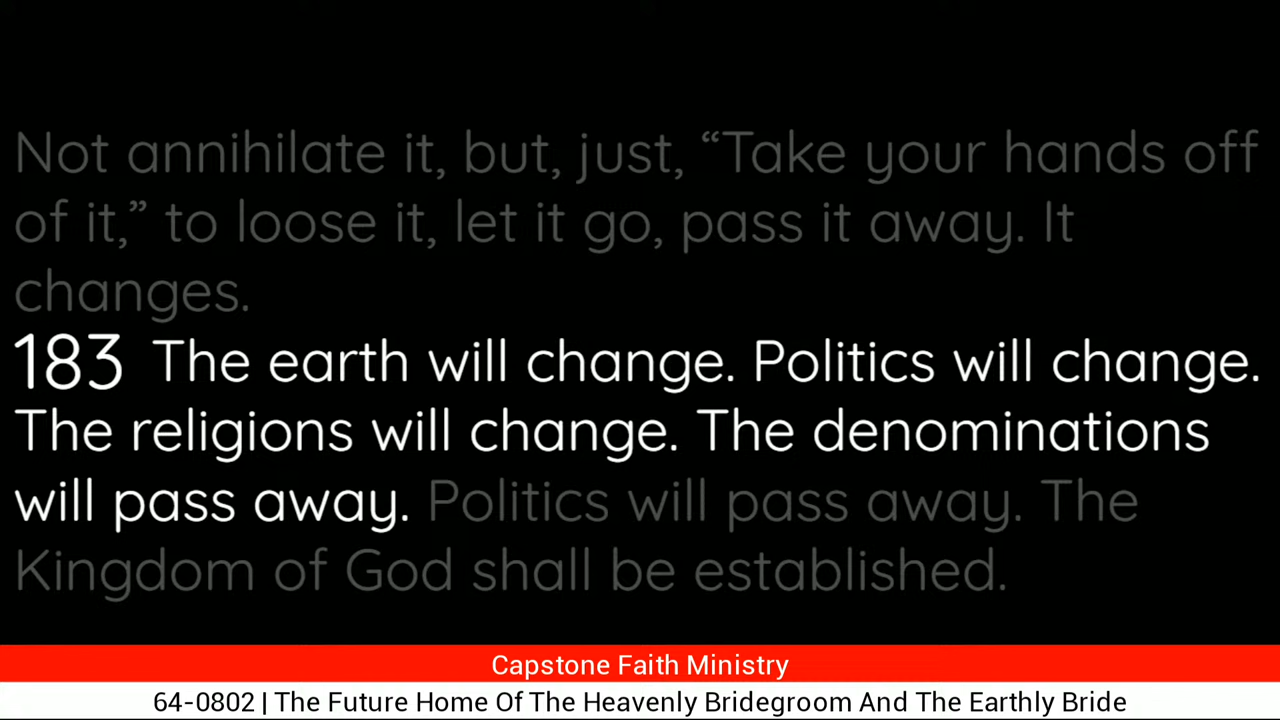 Not annihilate it, but, just, “Take your hands off
of it,” to loose it, let it go, pass it away. It
changes.
183 The earth will change. Politics will change.
The religions will change. The denominations
will pass away. Politics will pass away. The
Kingdom of God shall be established.
Capstone Faith Ministry
64-0802 | The Future Home Of The Heavenly Bridegroom And The Earthly Bride